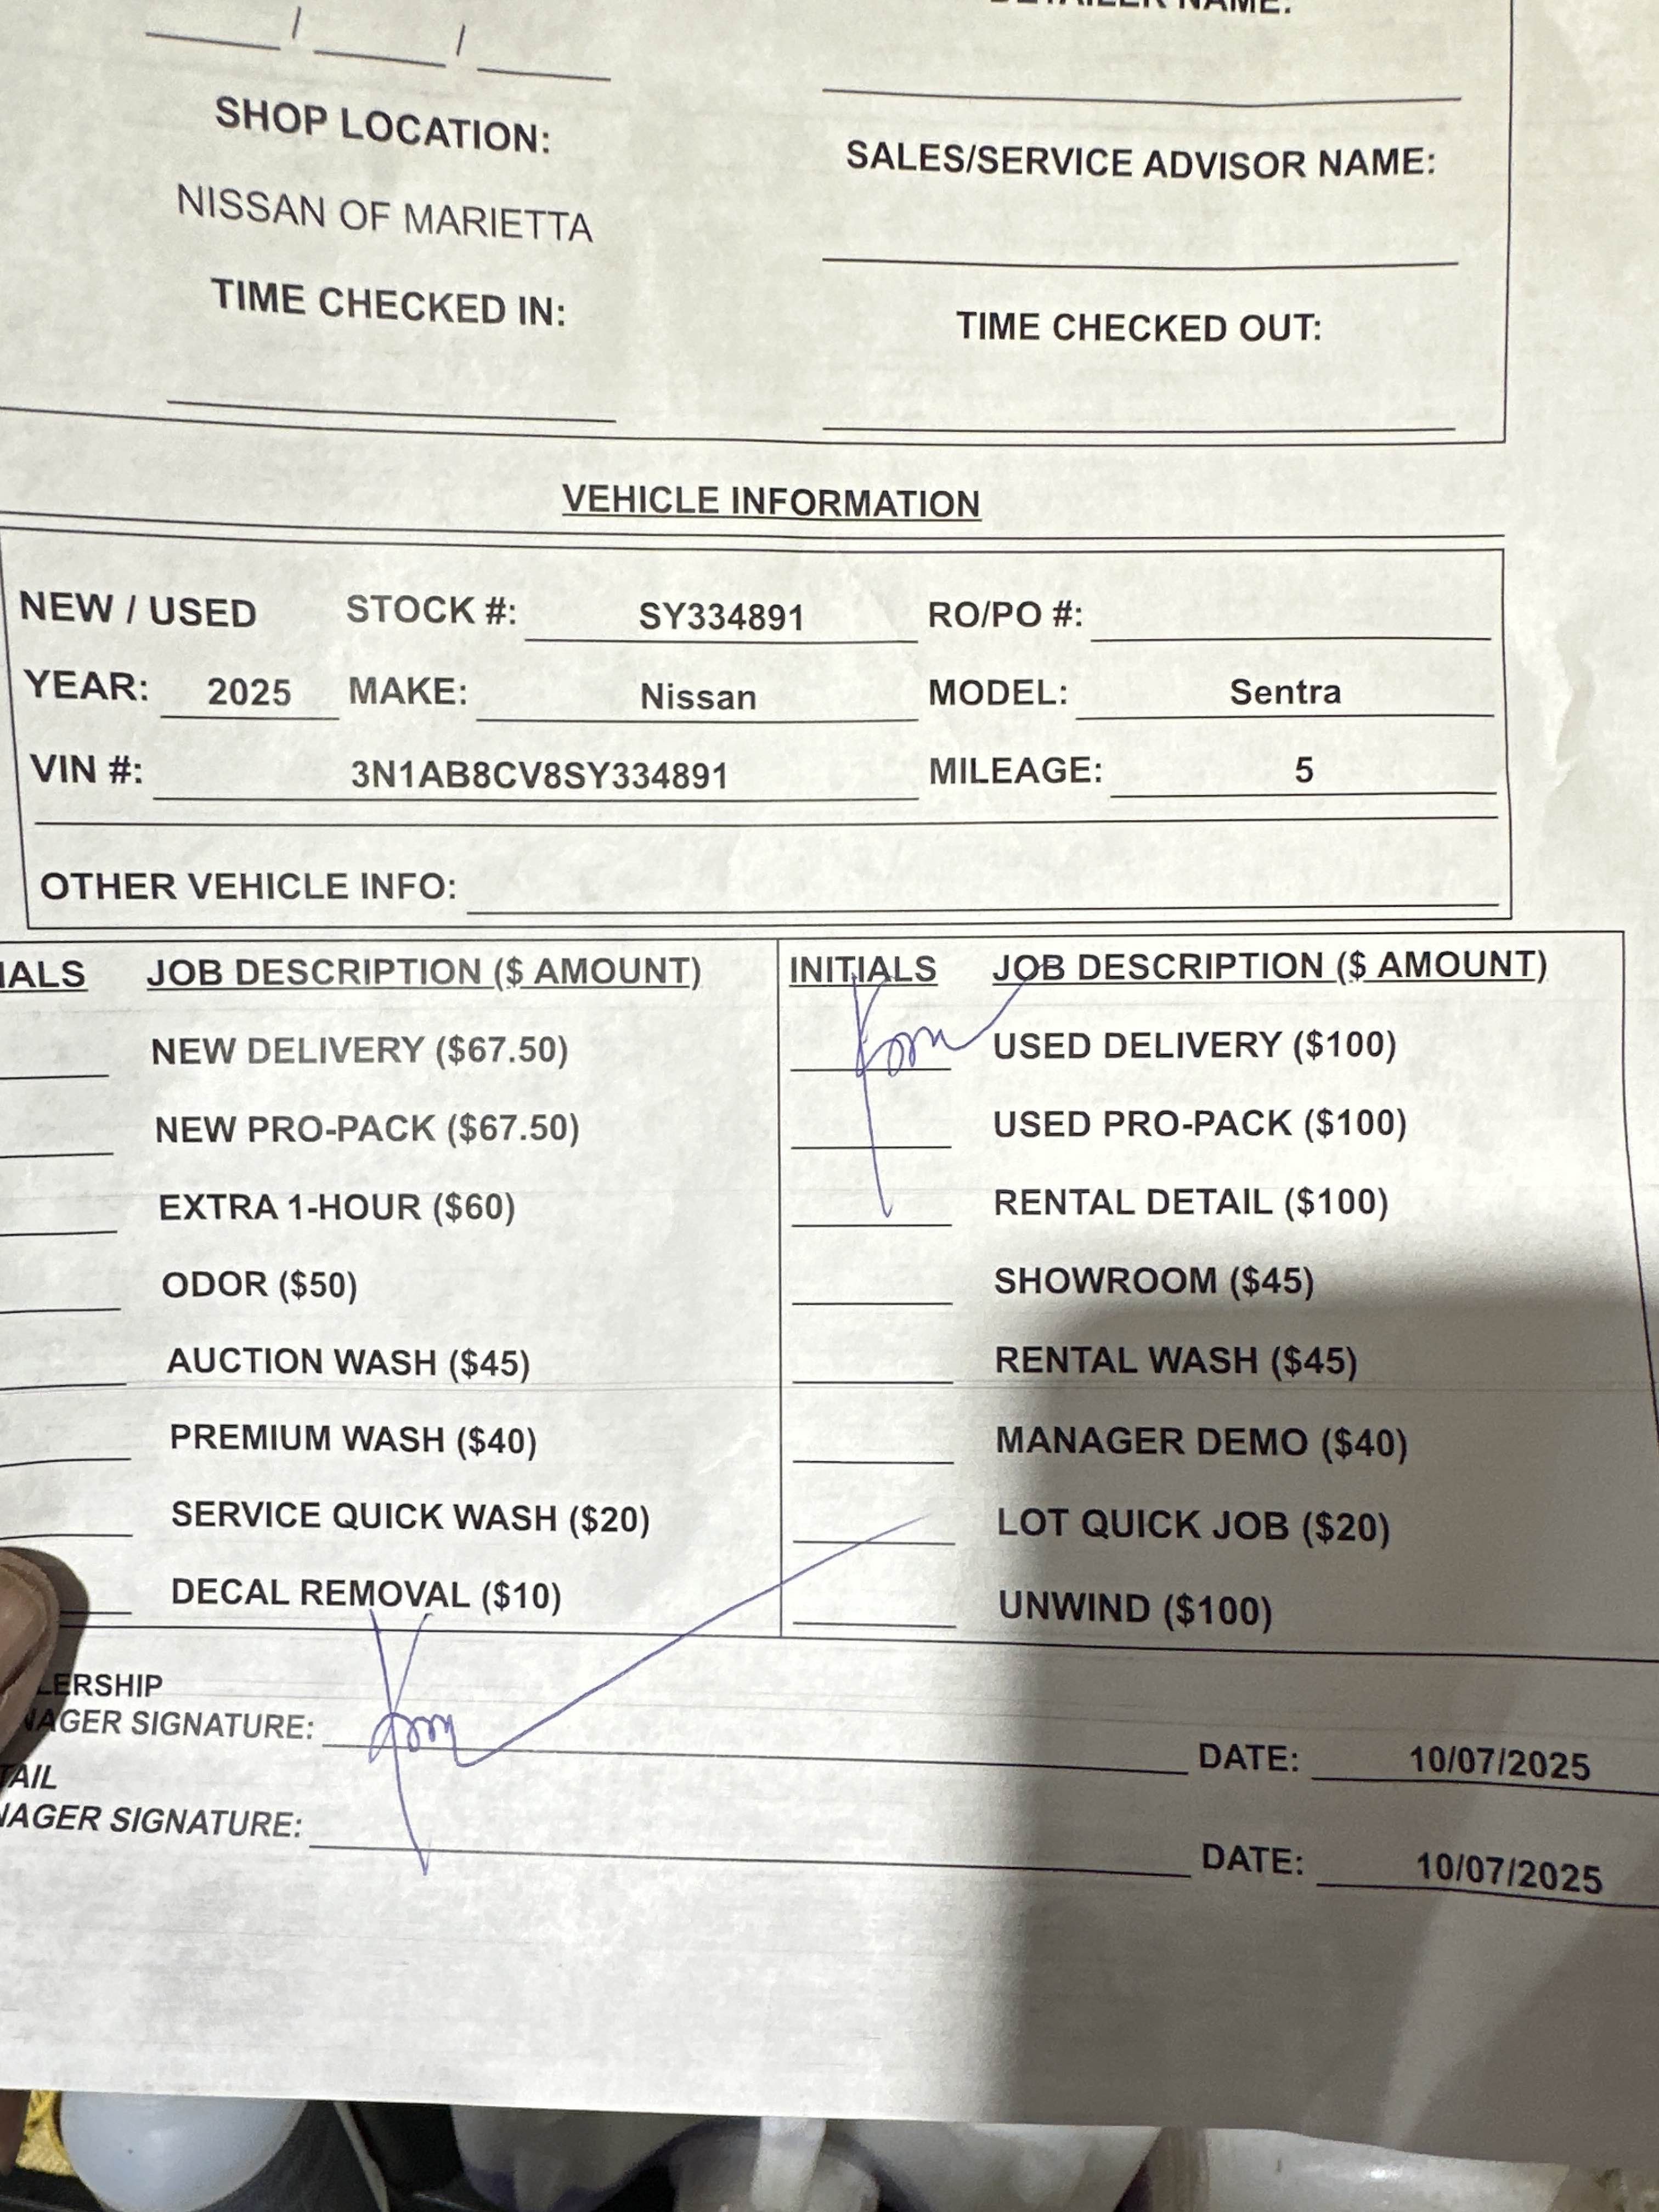 DETAILER NAME:
/ /
SHOP LOCATION:
SALES/SERVICE ADVISOR NAME:
NISSAN OF MARIETTA
TIME CHECKED IN:
TIME CHECKED OUT:
VEHICLE INFORMATION
NEW / USED STOCK #: SY334891 RO/PO #:
YEAR: 2025 MAKE: Nissan MODEL: Sentra
VIN #: 3N1AB8CV8SY334891 MILEAGE: 5
OTHER VEHICLE INFO:
IALS JOB DESCRIPTION ($ AMOUNT) INITIALS JOB DESCRIPTION ($ AMOUNT)
NEW DELIVERY ($67.50) USED DELIVERY ($100)
NEW PRO-PACK ($67.50) USED PRO-PACK ($100)
EXTRA 1-HOUR ($60) RENTAL DETAIL ($100)
ODOR ($50) SHOWROOM ($45)
AUCTION WASH ($45) RENTAL WASH ($45)
PREMIUM WASH ($40) MANAGER DEMO ($40)
SERVICE QUICK WASH ($20) LOT QUICK JOB ($20)
DECAL REMOVAL ($10) UNWIND ($100)
LERSHIP
NAGER SIGNATURE: DATE: 10/07/2025
TAIL
NAGER SIGNATURE: DATE: 10/07/2025